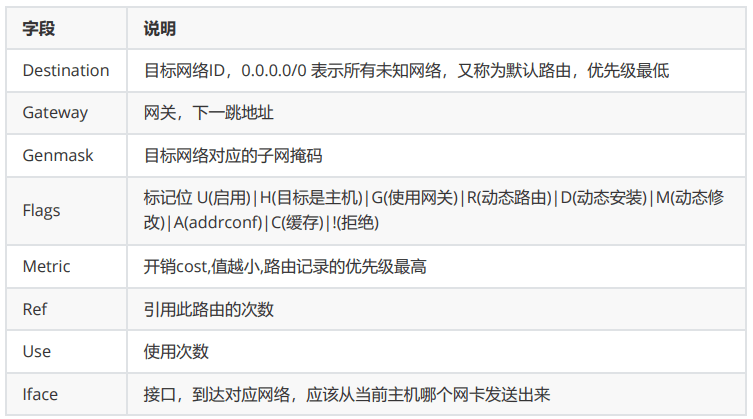 字段 说明
Destination 目标网络ID，0.0.0.0/0 表示所有未知网络，又称为默认路由，优先级最低
Gateway 网关，下一跳地址
Genmask 目标网络对应的子网掩码
Flags 标记位 U(启用)|H(目标是主机)|G(使用网关)|R(动态路由)|D(动态安装)|M(动态修
改)|A(addrconf)|C(缓存)|!(拒绝)
Metric 开销cost,值越小,路由记录的优先级最高
Ref 引用此路由的次数
Use 使用次数
Iface 接口，到达对应网络，应该从当前主机哪个网卡发送出来